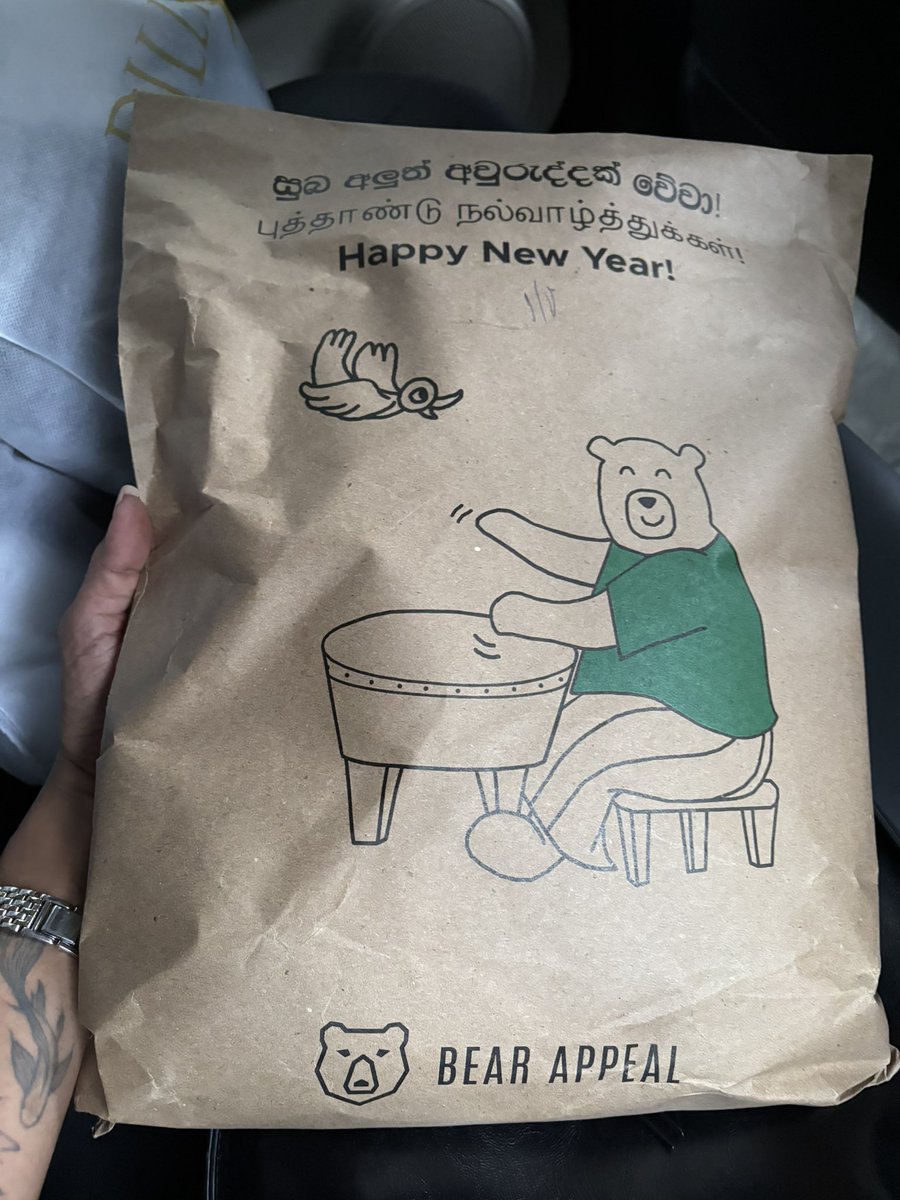 සුබ අලුත් අවුරුද්දක් වේවා!
புத்தாண்டு நல்வாழ்த்துக்கள்!
Happy New Year!
BEAR APPEAL